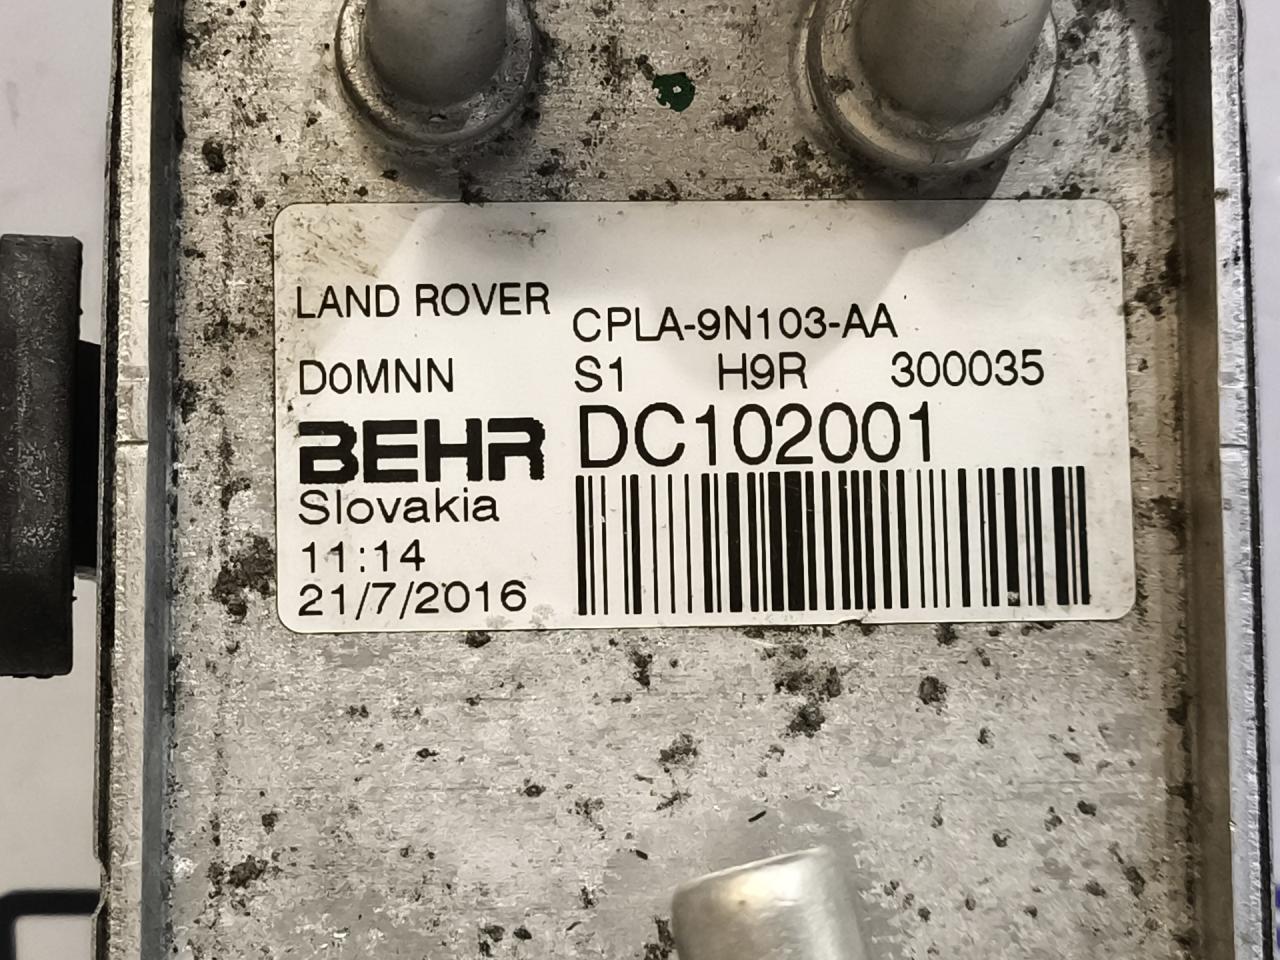 LAND ROVER
CPLA-9N103-AA
D0MNN S1 H9R 300035
BEHR DC102001
Slovakia
11:14
21/7/2016